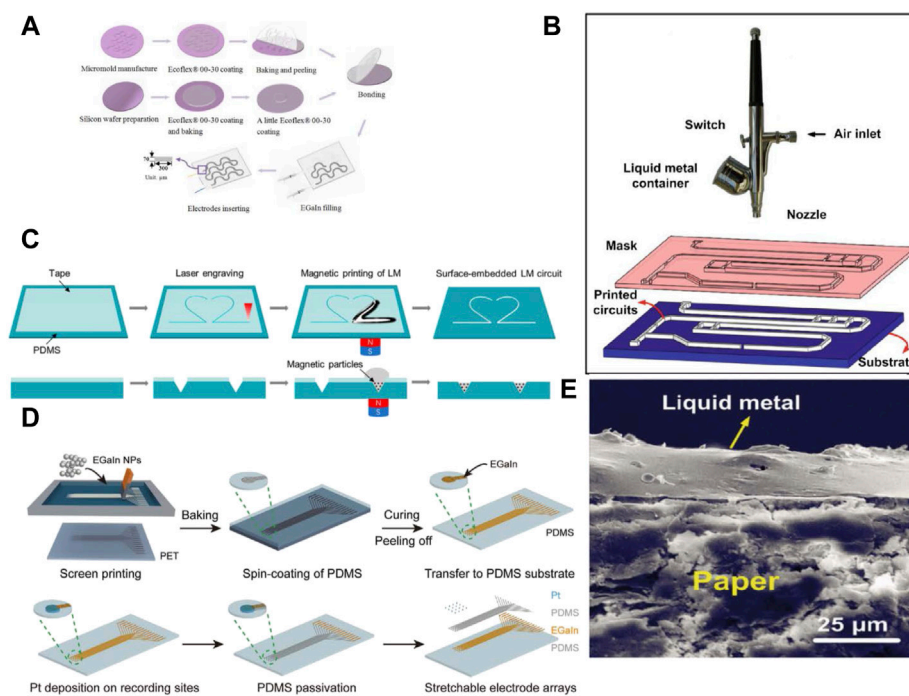 A
Micromold manufacture
Ecoflex® 00-30 coating
Baking and peeling
Bonding
Silicon wafer preparation
Ecoflex® 00-30 coating
and baking
A little Ecoflex® 00-30
coating
300
Unit: μm
Electrodes inserting
EGaIn filling
B
Switch
Air inlet
Liquid metal
container
Nozzle
Mask
Printed
circuits
Substrat
C
Tape
PDMS
Laser engraving
Magnetic printing of LM
Surface-embedded LM circuit
N
S
Magnetic particles
N
S
D
EGaIn NPs
PET
Screen printing
Baking
Spin-coating of PDMS
Curing
Peeling off
EGaIn
PDMS
Transfer to PDMS substrate
Pt deposition on recording sites
PDMS passivation
Pt
PDMS
EGaIn
PDMS
Stretchable electrode arrays
E
Liquid metal
Paper
25 μm